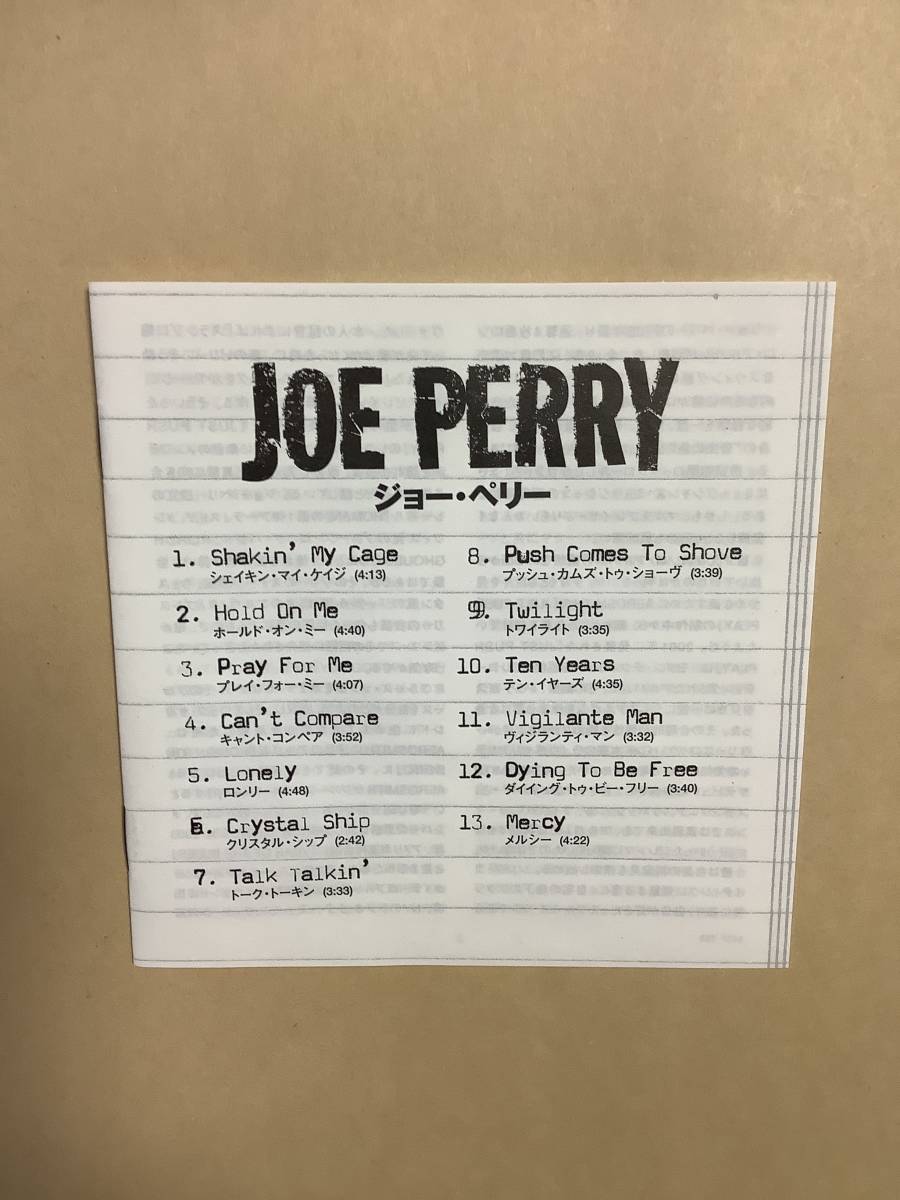 JOE PERRY
ジョー・ペリー
1. Shakin' My Cage
シェイキン・マイ・ケイジ (4:13)
2. Hold On Me
ホールド・オン・ミー (4:40)
3. Pray For Me
プレイ・フォー・ミー (4:07)
4. Can't Compare
キャント・コンペア (3:52)
5. Lonely
ロンリー (4:48)
6. Crystal Ship
クリスタル・シップ (2:42)
7. Talk Talkin'
トーク・トーキン (3:33)
8. Push Comes To Shove
プッシュ・カムズ・トゥ・ショーヴ (3:39)
9. Twilight
トワイライト (3:35)
10. Ten Years
テン・イヤーズ (4:35)
11. Vigilante Man
ヴィジランティ・マン (3:32)
12. Dying To Be Free
ダイイング・トゥ・ビー・フリー (3:40)
13. Mercy
メルシー (4:22)